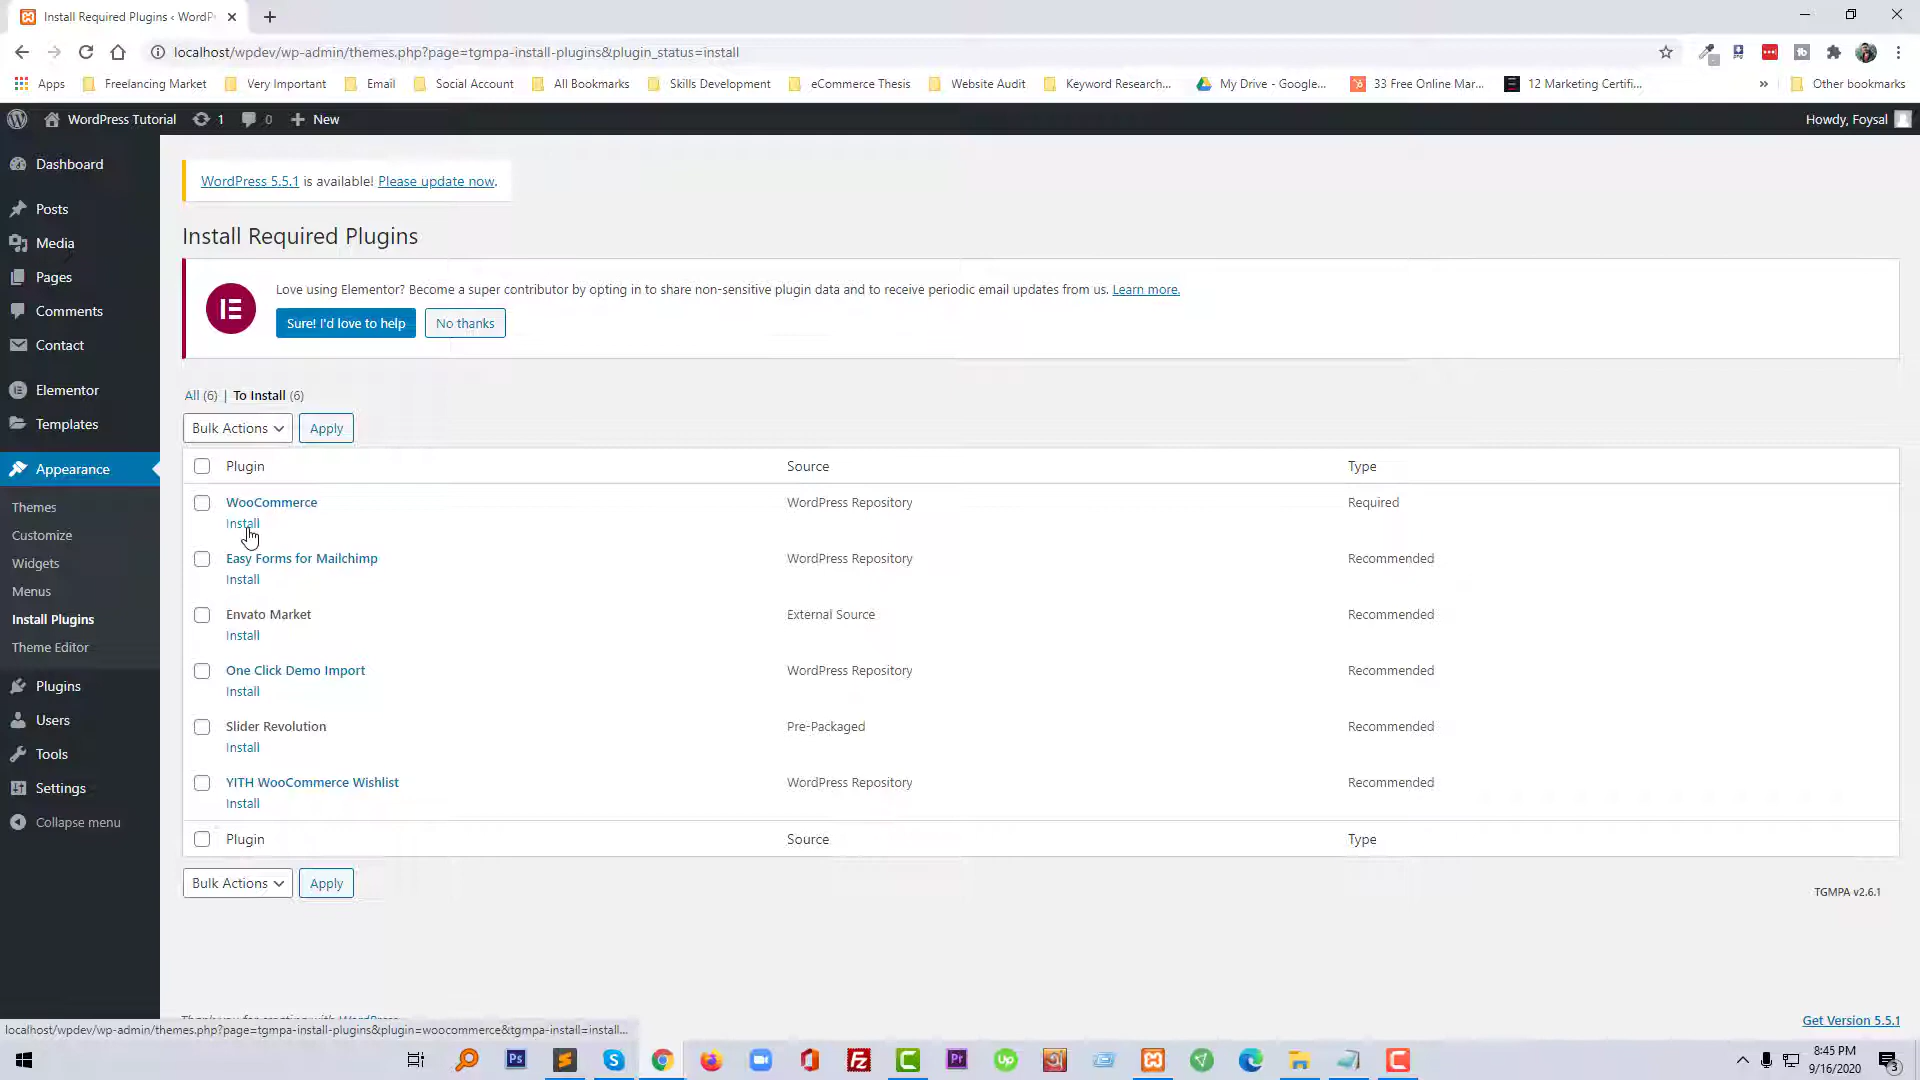 Install Required Plugins ‹ WordP
localhost/wpdev/wp-admin/themes.php?page=tgmpa-install-plugins&plugin_status=install
Apps
Freelancing Market
Very Important
Email
Social Account
All Bookmarks
Skills Development
eCommerce Thesis
Website Audit
Keyword Research...
My Drive - Google...
33 Free Online Mar...
12 Marketing Certifi...
»
Other bookmarks
WordPress Tutorial
1
0
New
Howdy, Foysal
Dashboard
Posts
Media
Pages
Comments
Contact
Elementor
Templates
Appearance
Themes
Customize
Widgets
Menus
Install Plugins
Theme Editor
Plugins
Users
Tools
Settings
Collapse menu
WordPress 5.5.1 is available! Please update now.
Install Required Plugins
Love using Elementor? Become a super contributor by opting in to share non-sensitive plugin data and to receive periodic email updates from us. Learn more.
Sure! I'd love to help
No thanks
All (6) | To Install (6)
Bulk Actions
Apply
Plugin Source Type
WooCommerce WordPress Repository Required
Install
Easy Forms for Mailchimp WordPress Repository Recommended
Install
Envato Market External Source Recommended
Install
One Click Demo Import WordPress Repository Recommended
Install
Slider Revolution Pre-Packaged Recommended
Install
YITH WooCommerce Wishlist WordPress Repository Recommended
Install
Plugin Source Type
Bulk Actions
Apply
TGMPA v2.6.1
Get Version 5.5.1
localhost/wpdev/wp-admin/themes.php?page=tgmpa-install-plugins&plugin=woocommerce&tgmpa-install=install...
Ps
Pr
Up
8:45 PM
9/16/2020
3